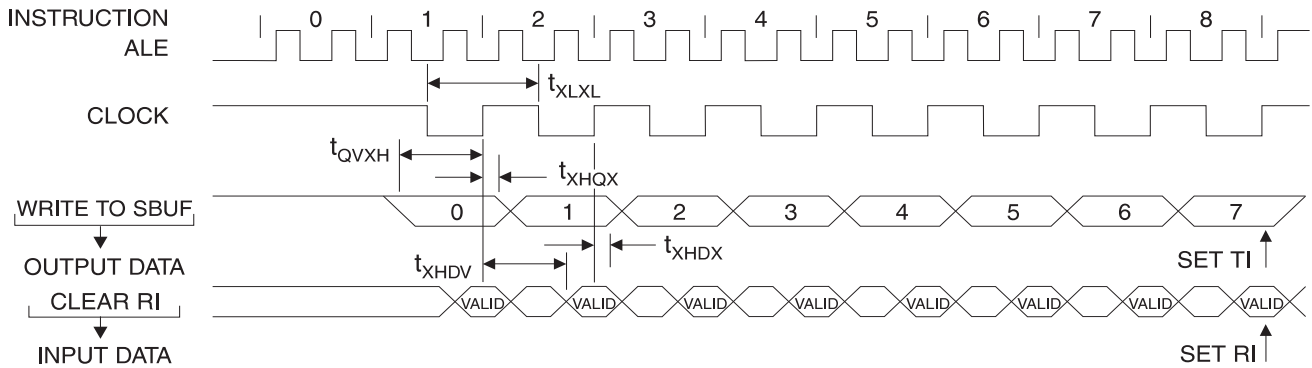 INSTRUCTION 0 1 2 3 4 5 6 7 8
ALE
tXLXL
CLOCK
tQVXH
tXHQX
WRITE TO SBUF 0 1 2 3 4 5 6 7
tXHDX
OUTPUT DATA
tXHDV
SET TI
CLEAR RI VALID VALID VALID VALID VALID VALID VALID VALID
INPUT DATA
SET RI